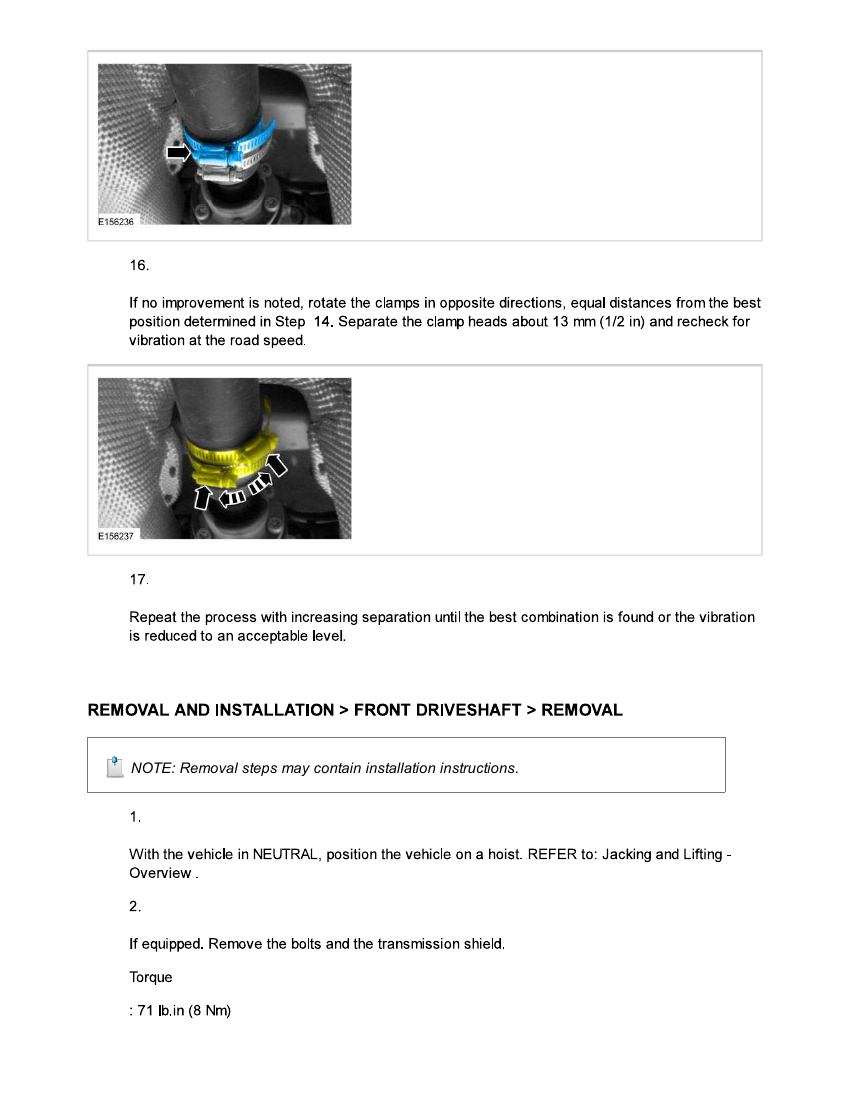 E156236
16.
If no improvement is noted, rotate the clamps in opposite directions, equal distances from the best
position determined in Step 14. Separate the clamp heads about 13 mm (1/2 in) and recheck for
vibration at the road speed.
E156237
17.
Repeat the process with increasing separation until the best combination is found or the vibration
is reduced to an acceptable level.
REMOVAL AND INSTALLATION > FRONT DRIVESHAFT > REMOVAL
NOTE: Removal steps may contain installation instructions.
1.
With the vehicle in NEUTRAL, position the vehicle on a hoist. REFER to: Jacking and Lifting -
Overview .
2.
If equipped. Remove the bolts and the transmission shield.
Torque
: 71 lb.in (8 Nm)